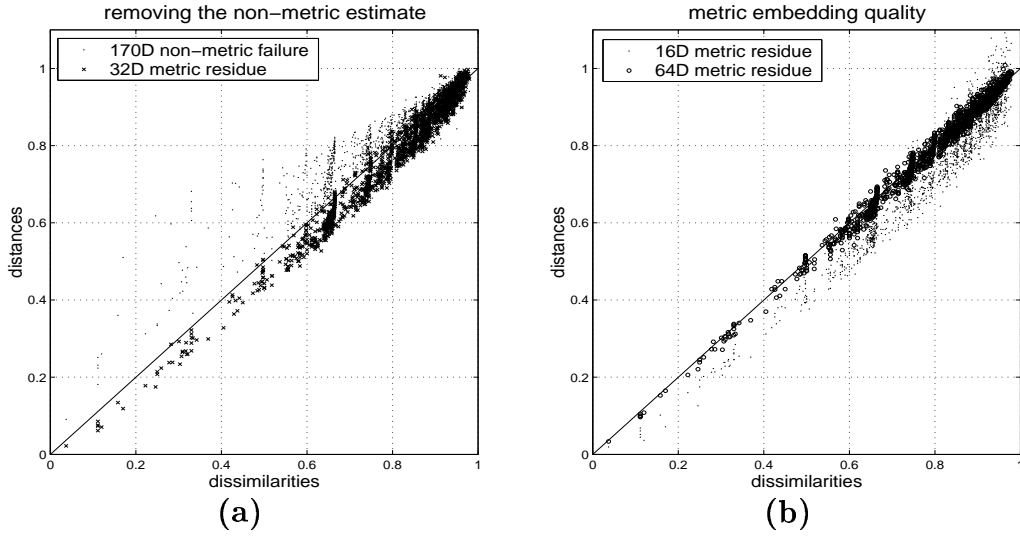 removing the non-metric estimate
170D non-metric failure
32D metric residue
1
0.8
0.6
0.4
0.2
0
distances
0 0.2 0.4 0.6 0.8 1
dissimilarities
(a)
metric embedding quality
16D metric residue
64D metric residue
1
0.8
0.6
0.4
0.2
0
distances
0 0.2 0.4 0.6 0.8 1
dissimilarities
(b)